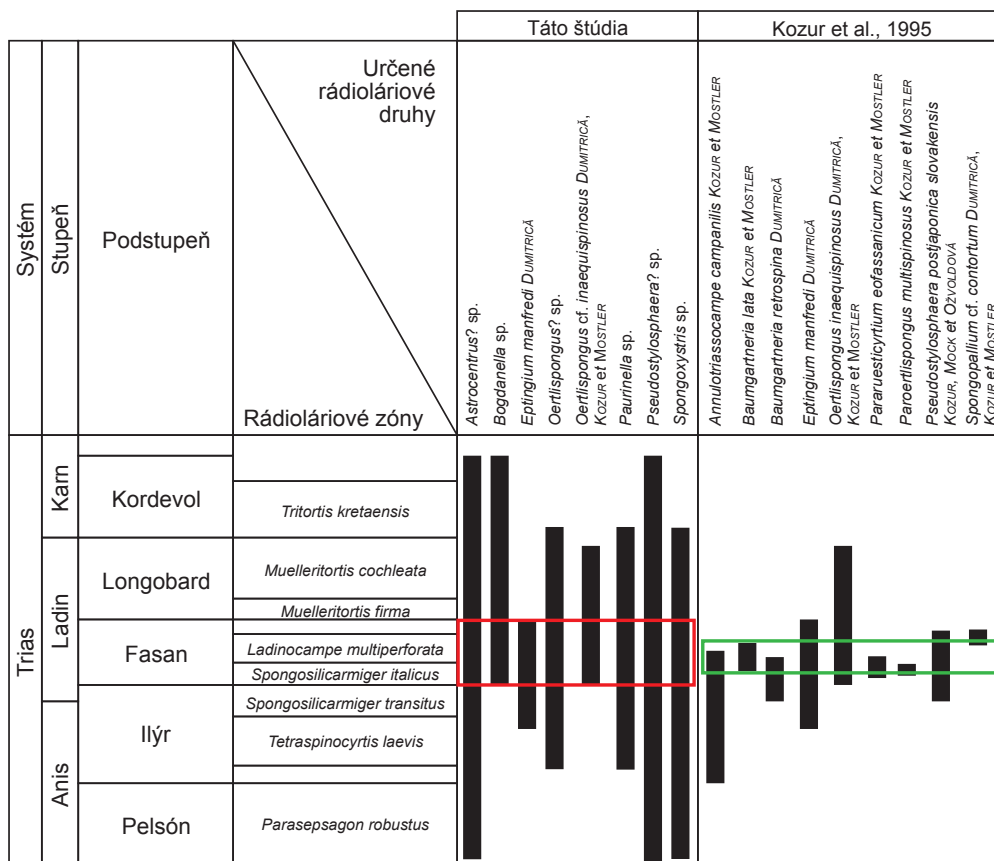 Táto štúdia
Kozur et al., 1995
Systém
Stupeň
Podstupeň
Určené
rádioláriové
druhy
Rádioláriové zóny
Astrocentrus? sp.
Bogdanella sp.
Eptingium manfredi DUMITRICĂ
Oertlispongus? sp.
Oertlispongus cf. inaequispinosus DUMITRICĂ,
KOZUR et MOSTLER
Paurinella sp.
Pseudostylosphaera? sp.
Spongoxystris sp.
Annulotriassocampe campanilis KOZUR et MOSTLER
Baumgartneria lata KOZUR et MOSTLER
Baumgartneria retrospina DUMITRICĂ
Eptingium manfredi DUMITRICĂ
Oertlispongus inaequispinosus DUMITRICĂ,
KOZUR et MOSTLER
Pararuesticyrtium eofassanicum KOZUR et MOSTLER
Paroertlispongus multispinosus KOZUR et MOSTLER
Pseudostylosphaera postjaponica slovakensis
KOZUR, MOCK et OŽVOLDOVÁ
Spongopallium cf. contortum DUMITRICĂ,
KOZUR et MOSTLER
Trias
Karn
Ladin
Anis
Kordevol
Longobard
Fasan
Ilýr
Pelsón
Tritortis kretaensis
Muelleritortis cochleata
Muelleritortis firma
Ladinocampe multiperforata
Spongosilicarmiger italicus
Spongosilicarmiger transitus
Tetraspinocyrtis laevis
Parasepsagon robustus